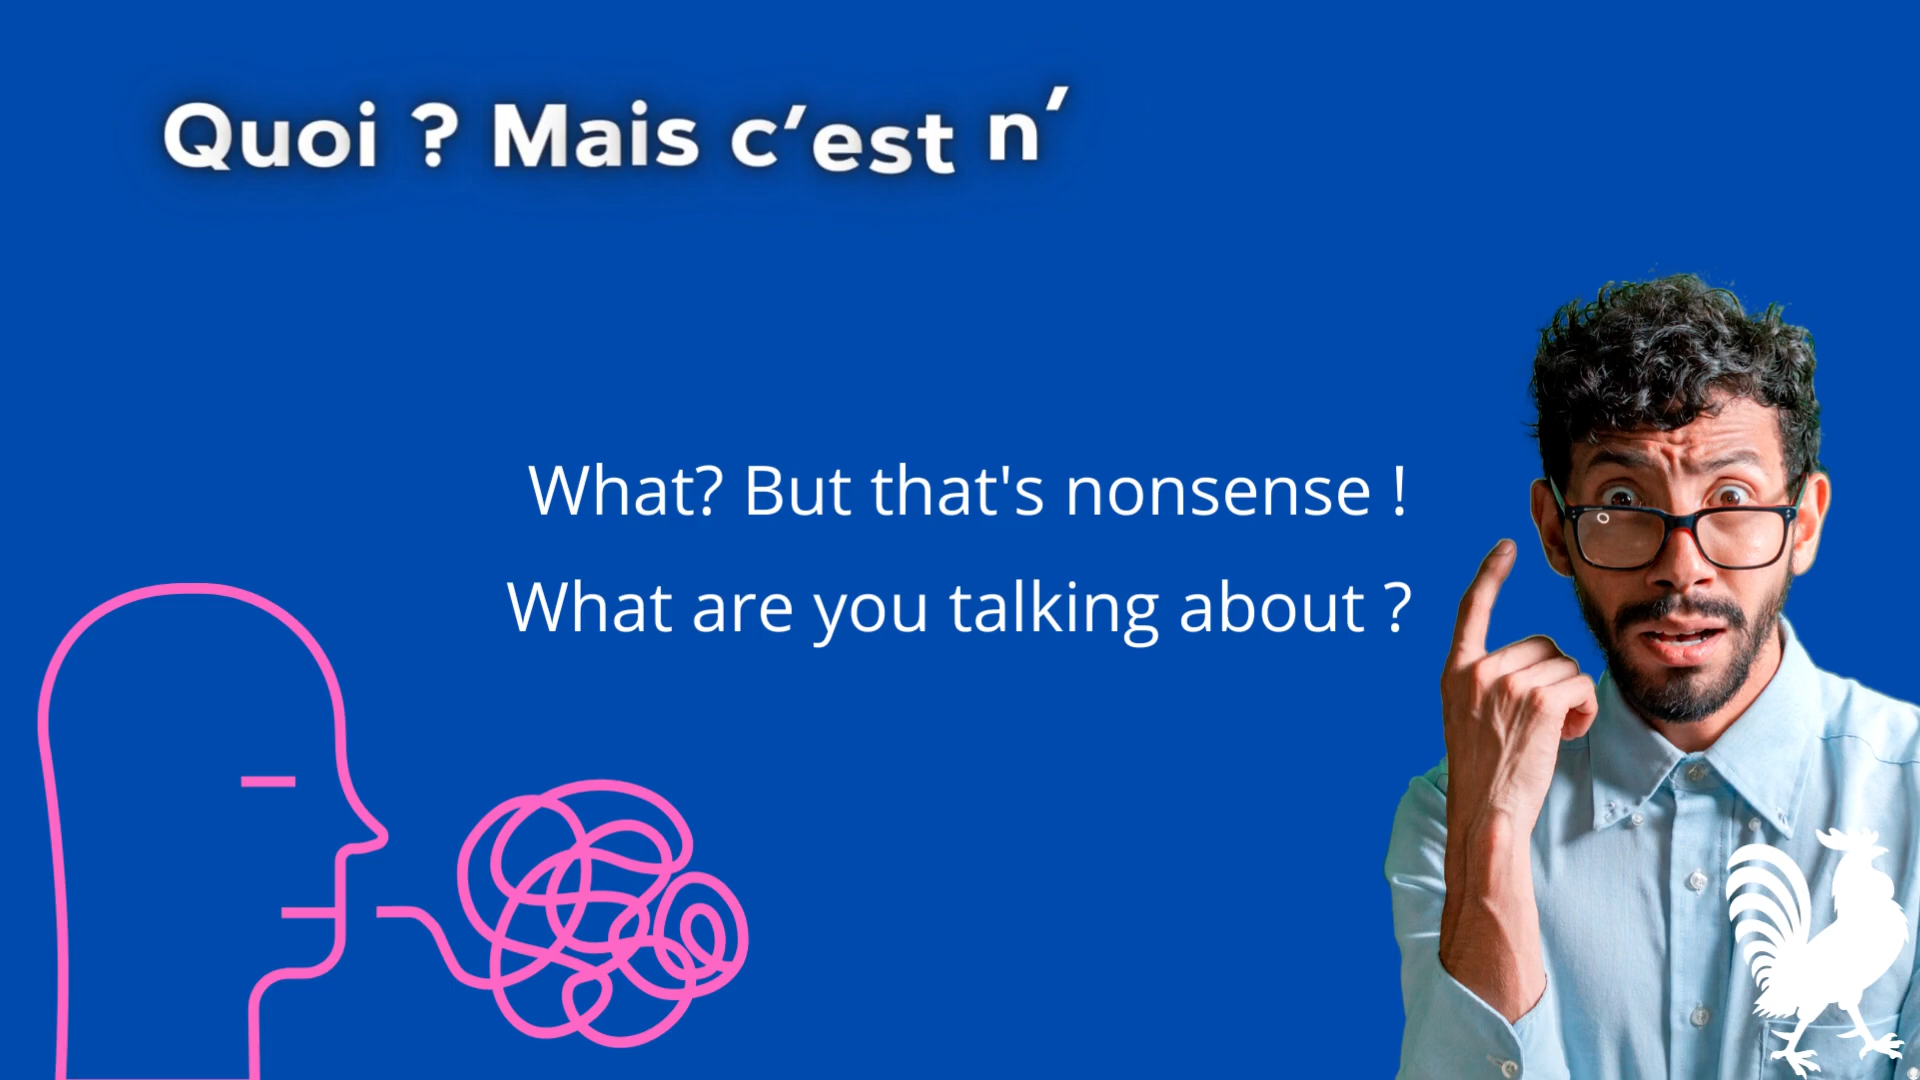 Quoi ? Mais c’est n’
What? But that's nonsense !
What are you talking about ?